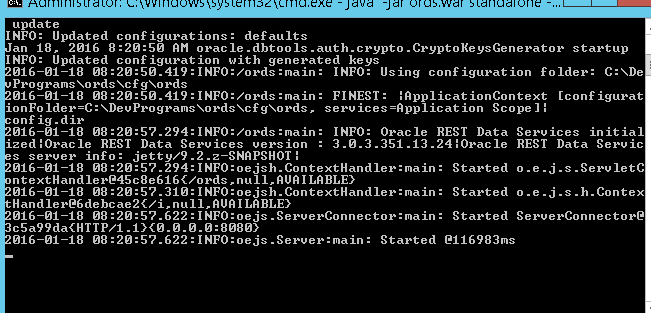 Administrator: C:\Windows\system32\cmd.exe - java -jar ords.war standalone -...
update
INFO: Updated configurations: defaults
Jan 18, 2016 8:20:50 AM oracle.dbtools.auth.crypto.CryptoKeysGenerator startup
INFO: Updated configuration with generated keys
2016-01-18 08:20:50.419:INFO:/ords:main: INFO: Using configuration folder: C:\De
vPrograms\ords\cfg\ords
2016-01-18 08:20:50.419:INFO:/ords:main: FINEST: |ApplicationContext [configurat
ionFolder=C:\DevPrograms\ords\cfg\ords, services=Application Scope]|
config.dir
2016-01-18 08:20:57.294:INFO:/ords:main: INFO: Oracle REST Data Services initial
ized|Oracle REST Data Services version : 3.0.3.351.13.24|Oracle REST Data Servic
es server info: jetty/9.2.z-SNAPSHOT|
2016-01-18 08:20:57.294:INFO:oejsh.ContextHandler:main: Started o.e.j.s.ServletC
ontextHandler@45c8e616{/ords,null,AVAILABLE}
2016-01-18 08:20:57.310:INFO:oejsh.ContextHandler:main: Started o.e.j.s.h.Contex
tHandler@6debcae2{/i,null,AVAILABLE}
2016-01-18 08:20:57.622:INFO:oejs.ServerConnector:main: Started ServerConnector@
3c5a99da{HTTP/1.1}{0.0.0.0:8080}
2016-01-18 08:20:57.622:INFO:oejs.Server:main: Started @116983ms